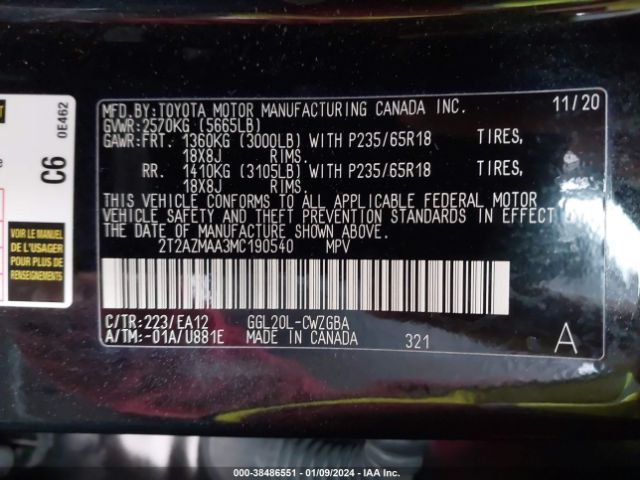 MFD.BY:TOYOTA MOTOR MANUFACTURING CANADA INC. 11/20
GVWR:2570KG (5665LB)
GAWR:FRT. 1360KG (3000LB) WITH P235/65R18 TIRES,
18X8J RIMS.
RR. 1410KG (3105LB) WITH P235/65R18 TIRES,
18X8J RIMS.
THIS VEHICLE CONFORMS TO ALL APPLICABLE FEDERAL MOTOR
VEHICLE SAFETY AND THEFT PREVENTION STANDARDS IN EFFECT ON
THE DATE OF MANUFACTURE SHOWN ABOVE.
2T2AZMAA3MC190540 MPV
C/TR:223/EA12 GGL20L-CWZGBA
A/TM:-01A/U881E MADE IN CANADA 321 A
C6
0E462
VOIR LE MANUEL
DE L'USAGER
POUR PLUS DE
RENSEIGNEMENTS
000-38486551 - 01/09/2024 - IAA Inc.